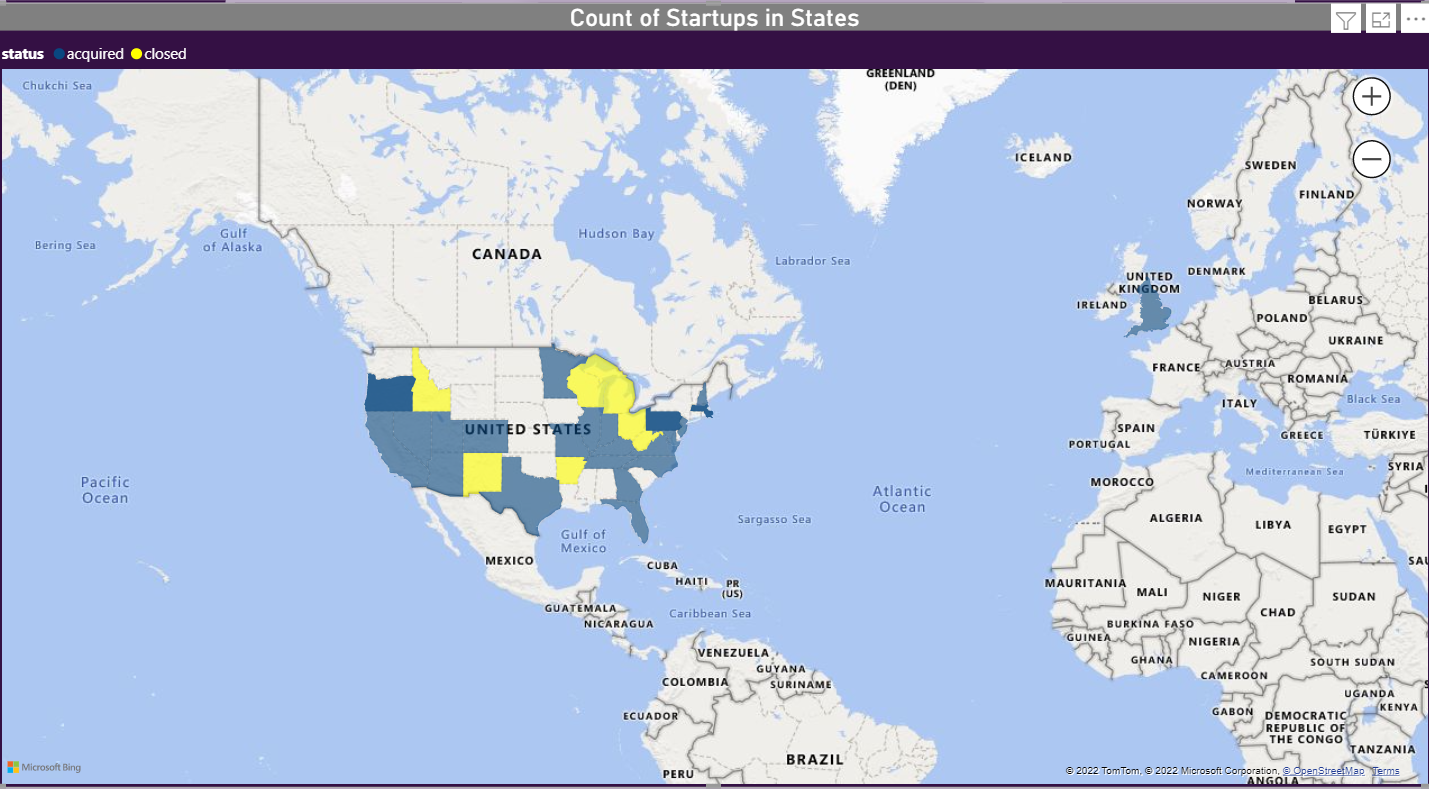 Count of Startups in States
status acquired closed
GREENLAND
(DEN)
Chukchi Sea
ICELAND
SWEDEN
FINLAND
NORWAY
Gulf
of Alaska
Bering Sea
Hudson Bay
CANADA
Labrador Sea
DENMARK
UNITED
KINGDOM
IRELAND
BELARUS
POLAND
UKRAINE
FRANCE
AUSTRIA
ROMANIA
ITALY
Black Sea
UNITED STATES
SPAIN
PORTUGAL
GREECE
TÜRKIYE
SYRIA
Mediterranean Sea
MOROCCO
Pacific
Ocean
Atlantic
Ocean
Sargasso Sea
ALGERIA
LIBYA
EGYPT
Gulf of
Mexico
MEXICO
CUBA
HAITI
PR
(US)
SAU
MAURITANIA
MALI
NIGER
SUDAN
CHAD
GUATEMALA
Caribbean Sea
NICARAGUA
BURKINA FASO
GUINEA
NIGERIA
VENEZUELA
GUYANA
SURINAME
COLOMBIA
GHANA
SOUTH SUDAN
CAMEROON
UGANDA
KENYA
ECUADOR
GABON
DEMOCRATIC
REPUBLIC OF
THE CONGO
TANZANIA
BRAZIL
PERU
ANGOLA
Microsoft Bing
© 2022 TomTom, © 2022 Microsoft Corporation, © OpenStreetMap Terms